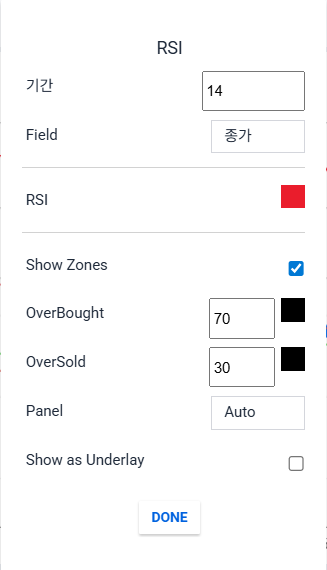 RSI
기간 14
Field 종가
RSI
Show Zones
OverBought 70
OverSold 30
Panel Auto
Show as Underlay
DONE